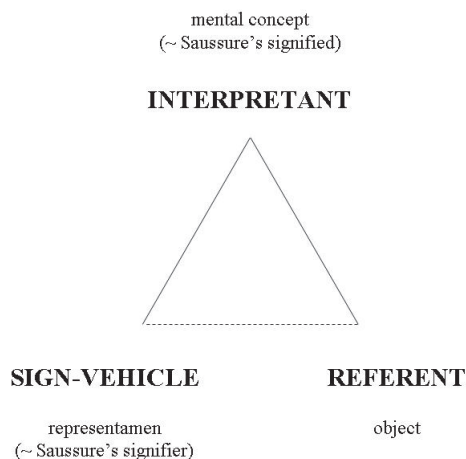 mental concept
(~ Saussure’s signified)
INTERPRETANT
SIGN-VEHICLE
REFERENT
representamen
object
(~ Saussure’s signifier)